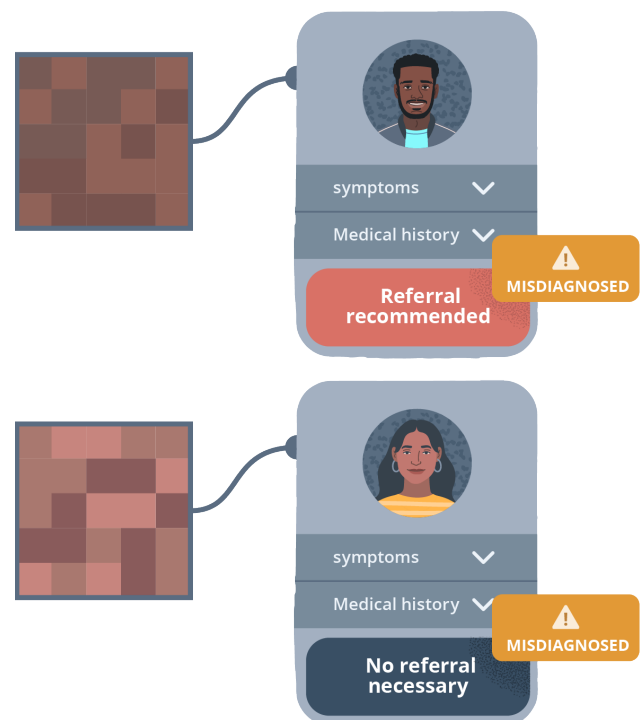 symptoms
Medical history
MISDIAGNOSED
Referral
recommended
symptoms
Medical history
MISDIAGNOSED
No referral
necessary